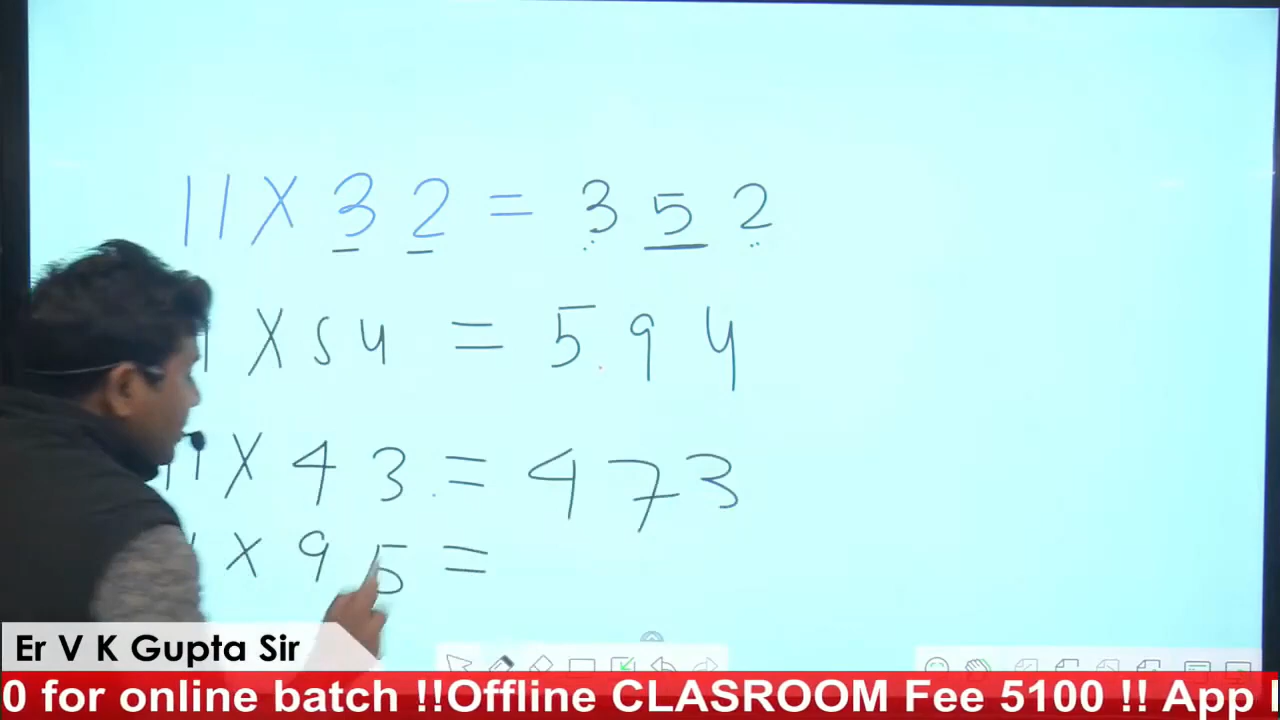 11 X 32 = 352
X 54 = 594
X 43 = 473
X 95 =
Er V K Gupta Sir
0 for online batch !!Offline CLASROOM Fee 5100 !! App